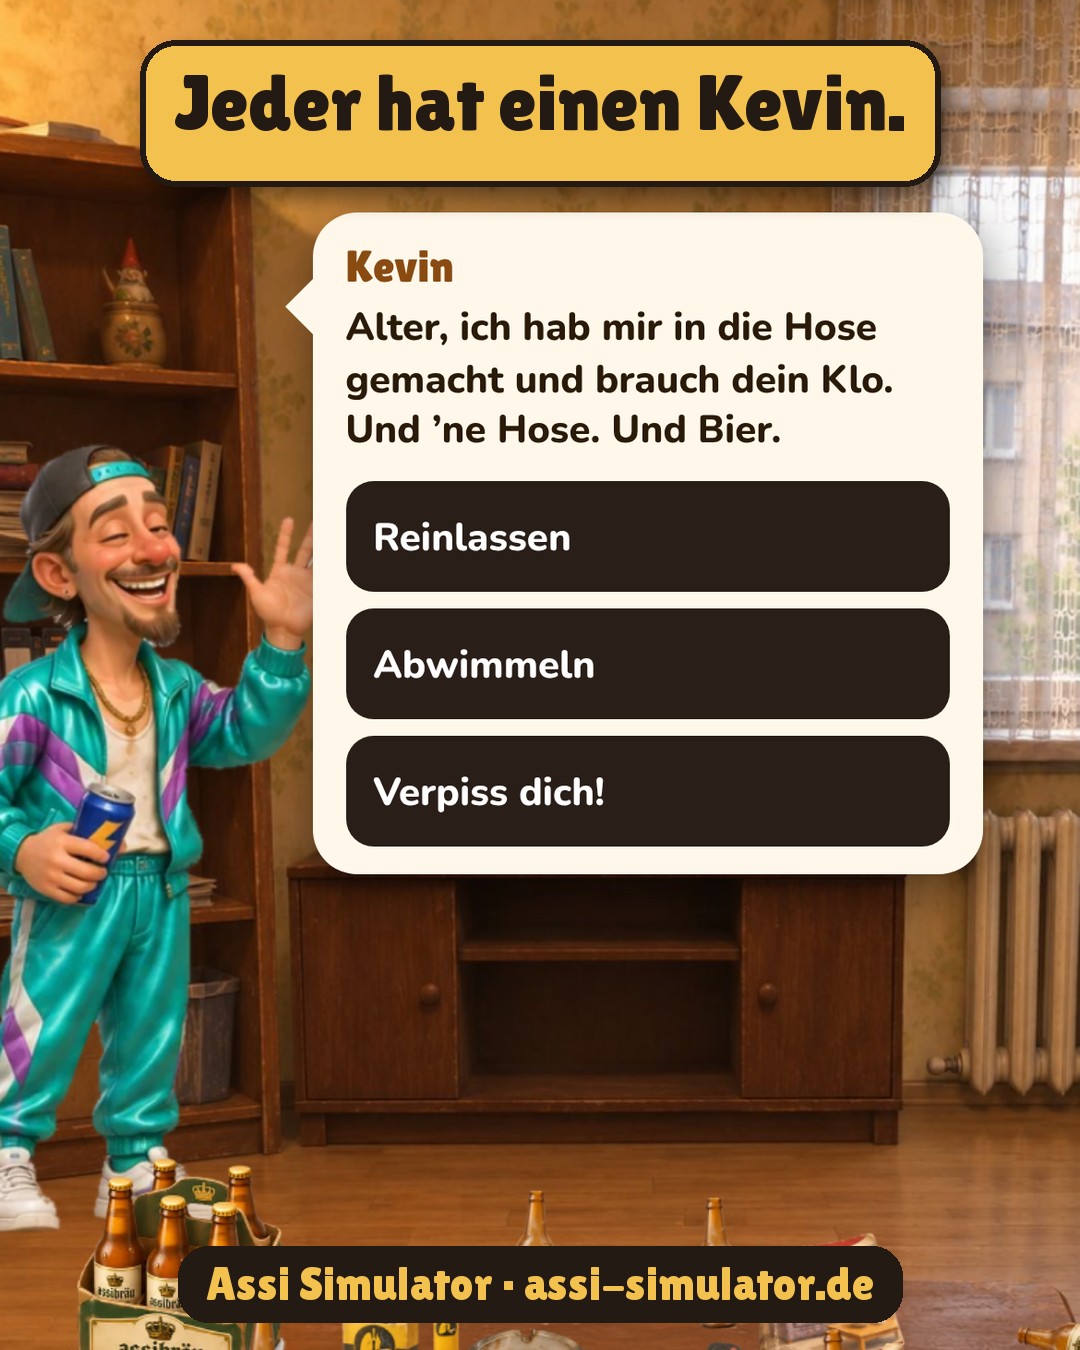 Jeder hat einen Kevin.
Kevin
Alter, ich hab mir in die Hose
gemacht und brauch dein Klo.
Und ’ne Hose. Und Bier.
Reinlassen
Abwimmeln
Verpiss dich!
assibräu
Assi Simulator · assi-simulator.de